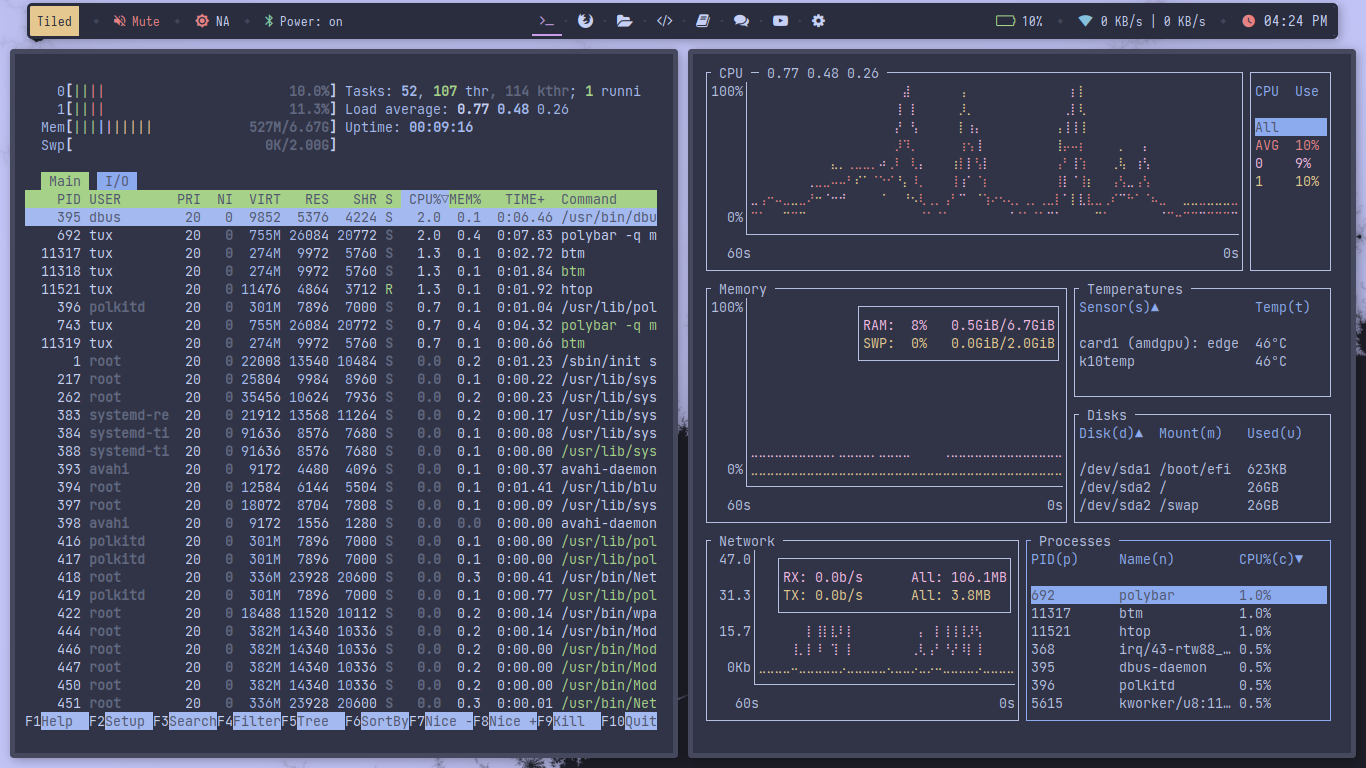 Tiled Mute NA Power: on 10% 0 KB/s | 0 KB/s 04:24 PM
0[|||| 10.0%] Tasks: 52, 107 thr, 114 kthr; 1 runni
1[|||| 11.3%] Load average: 0.77 0.48 0.26
Mem[|||||||||| 527M/6.67G] Uptime: 00:09:16
Swp[ 0K/2.00G]
Main I/O
PID USER PRI NI VIRT RES SHR S CPU%▽MEM% TIME+ Command
395 dbus 20 0 9852 5376 4224 S 2.0 0.1 0:06.46 /usr/bin/dbu
692 tux 20 0 755M 26084 20772 S 2.0 0.4 0:07.83 polybar -q m
11317 tux 20 0 274M 9972 5760 S 1.3 0.1 0:02.72 btm
11318 tux 20 0 274M 9972 5760 S 1.3 0.1 0:01.84 btm
11521 tux 20 0 11476 4864 3712 R 1.3 0.1 0:01.92 htop
396 polkitd 20 0 301M 7896 7000 S 0.7 0.1 0:01.04 /usr/lib/pol
743 tux 20 0 755M 26084 20772 S 0.7 0.4 0:04.32 polybar -q m
11319 tux 20 0 274M 9972 5760 S 0.7 0.1 0:00.66 btm
1 root 20 0 22008 13540 10484 S 0.0 0.2 0:01.23 /sbin/init s
217 root 20 0 25804 9984 8960 S 0.0 0.1 0:00.22 /usr/lib/sys
262 root 20 0 35456 10624 7936 S 0.0 0.2 0:00.23 /usr/lib/sys
383 systemd-re 20 0 21912 13568 11264 S 0.0 0.2 0:00.17 /usr/lib/sys
384 systemd-ti 20 0 91636 8576 7680 S 0.0 0.1 0:00.08 /usr/lib/sys
388 systemd-ti 20 0 91636 8576 7680 S 0.0 0.1 0:00.00 /usr/lib/sys
393 avahi 20 0 9172 4480 4096 S 0.0 0.1 0:00.37 avahi-daemon
394 root 20 0 12584 6144 5504 S 0.0 0.1 0:01.41 /usr/lib/blu
397 root 20 0 18072 8704 7808 S 0.0 0.1 0:00.09 /usr/lib/sys
398 avahi 20 0 9172 1556 1280 S 0.0 0.0 0:00.00 avahi-daemon
416 polkitd 20 0 301M 7896 7000 S 0.0 0.1 0:00.00 /usr/lib/pol
417 polkitd 20 0 301M 7896 7000 S 0.0 0.1 0:00.00 /usr/lib/pol
418 root 20 0 336M 23928 20600 S 0.0 0.3 0:00.41 /usr/bin/Net
419 polkitd 20 0 301M 7896 7000 S 0.0 0.1 0:00.77 /usr/lib/pol
422 root 20 0 18488 11520 10112 S 0.0 0.2 0:00.14 /usr/bin/wpa
444 root 20 0 382M 14340 10336 S 0.0 0.2 0:00.14 /usr/bin/Mod
446 root 20 0 382M 14340 10336 S 0.0 0.2 0:00.00 /usr/bin/Mod
447 root 20 0 382M 14340 10336 S 0.0 0.2 0:00.00 /usr/bin/Mod
450 root 20 0 382M 14340 10336 S 0.0 0.2 0:00.00 /usr/bin/Mod
451 root 20 0 336M 23928 20600 S 0.0 0.3 0:00.01 /usr/bin/Net
F1Help F2Setup F3SearchF4FilterF5Tree F6SortByF7Nice -F8Nice +F9Kill F10Quit
CPU ─ 0.77 0.48 0.26
100%
0%
60s 0s
CPU Use
All
AVG 10%
0 9%
1 10%
Memory
100%
RAM: 8% 0.5GiB/6.7GiB
SWP: 0% 0.0GiB/2.0GiB
0%
60s 0s
Temperatures
Sensor(s)▲ Temp(t)
card1 (amdgpu): edge 46°C
k10temp 46°C
Disks
Disk(d)▲ Mount(m) Used(u)
/dev/sda1 /boot/efi 623KB
/dev/sda2 / 26GB
/dev/sda2 /swap 26GB
Network
47.0
RX: 0.0b/s All: 106.1MB
31.3 TX: 0.0b/s All: 3.8MB
15.7
0Kb
60s 0s
Processes
PID(p) Name(n) CPU%(c)▼
692 polybar 1.0%
11317 btm 1.0%
11521 htop 1.0%
368 irq/43-rtw88_… 0.5%
395 dbus-daemon 0.5%
396 polkitd 0.5%
5615 kworker/u8:11… 0.5%